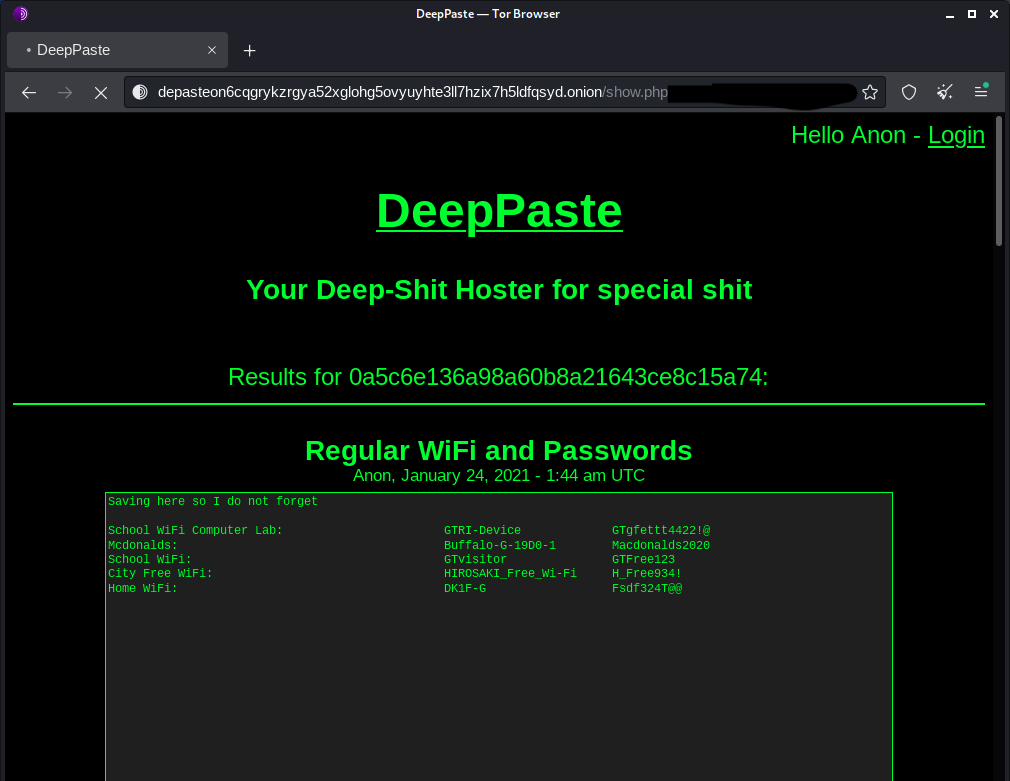 DeepPaste — Tor Browser
DeepPaste
depasteon6cqgrykzrgya52xglohg5ovyuyhte3ll7hzix7h5ldfqsyd.onion/show.php
Hello Anon - Login
DeepPaste
Your Deep-Shit Hoster for special shit
Results for 0a5c6e136a98a60b8a21643ce8c15a74:
Regular WiFi and Passwords
Anon, January 24, 2021 - 1:44 am UTC
Saving here so I do not forget
School WiFi Computer Lab: GTRI-Device GTgfettt4422!@
Mcdonalds: Buffalo-G-19D0-1 Macdonalds2020
School WiFi: GTvisitor GTFree123
City Free WiFi: HIROSAKI_Free_Wi-Fi H_Free934!
Home WiFi: DK1F-G Fsdf324T@@